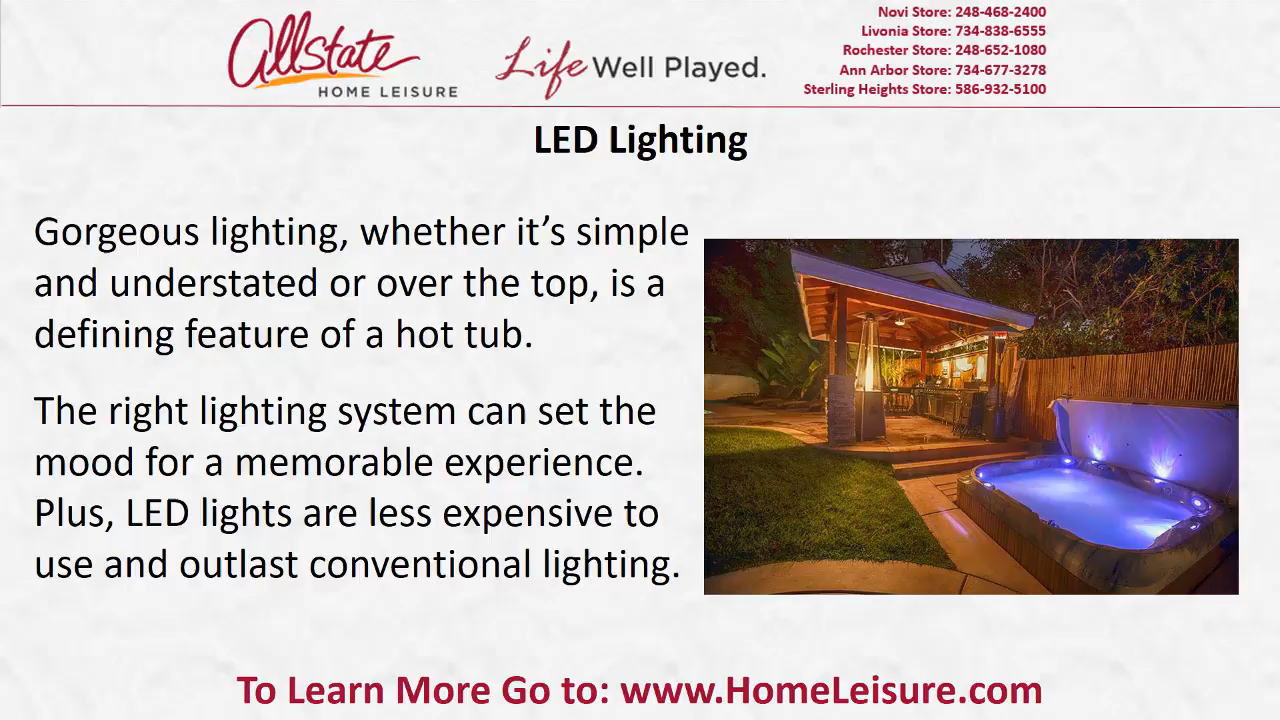 Allstate
HOME LEISURE
Life Well Played.
Novi Store: 248-468-2400
Livonia Store: 734-838-6555
Rochester Store: 248-652-1080
Ann Arbor Store: 734-677-3278
Sterling Heights Store: 586-932-5100
LED Lighting
Gorgeous lighting, whether it’s simple
and understated or over the top, is a
defining feature of a hot tub.
The right lighting system can set the
mood for a memorable experience.
Plus, LED lights are less expensive to
use and outlast conventional lighting.
To Learn More Go to: www.HomeLeisure.com